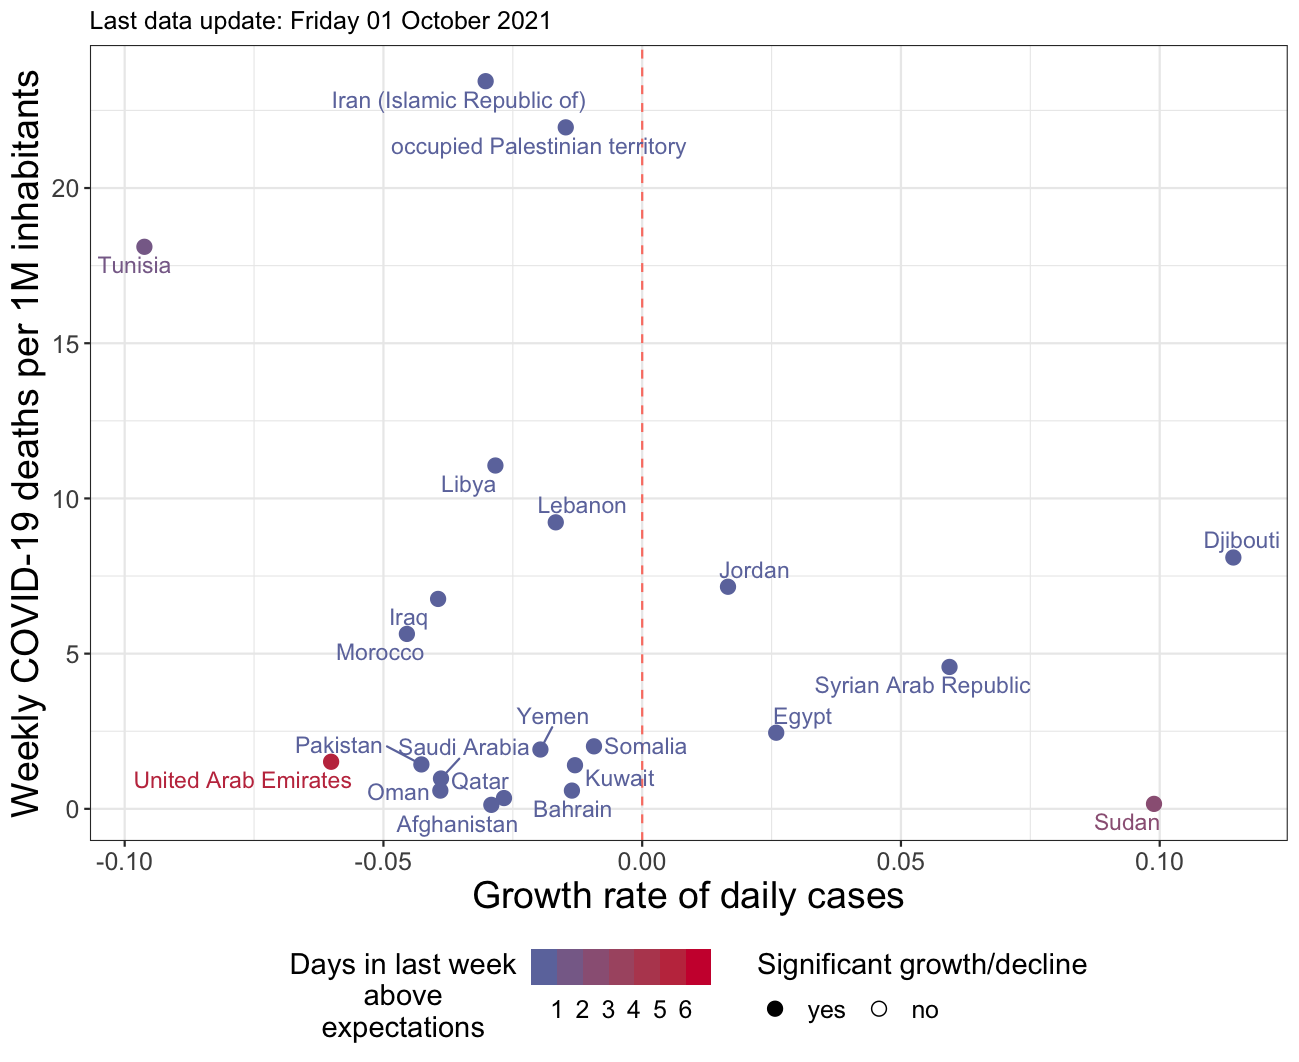 Last data update: Friday 01 October 2021
Weekly COVID-19 deaths per 1M inhabitants
20
15
10
5
0
Iran (Islamic Republic of)
occupied Palestinian territory
Tunisia
Libya
Lebanon
Djibouti
Jordan
Iraq
Morocco
Syrian Arab Republic
Yemen
Egypt
Pakistan
Saudi Arabia
Somalia
United Arab Emirates
Qatar
Kuwait
Oman
Bahrain
Afghanistan
Sudan
-0.10
-0.05
0.00
0.05
0.10
Growth rate of daily cases
Days in last week
above
expectations
1 2 3 4 5 6
Significant growth/decline
yes
no